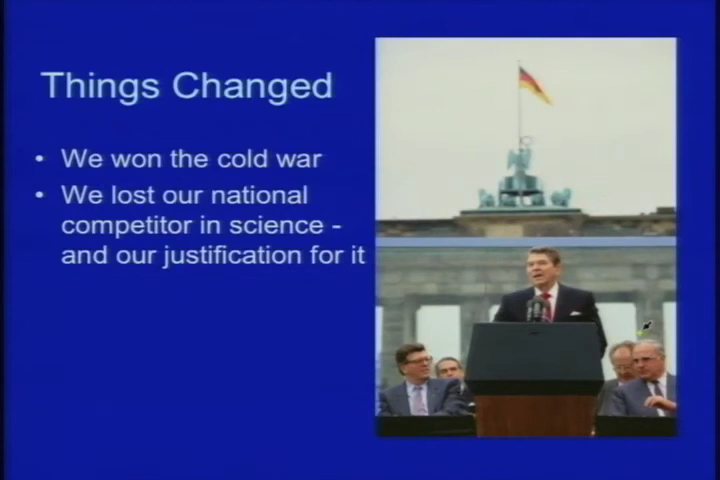 Things Changed
• We won the cold war
• We lost our national
competitor in science -
and our justification for it